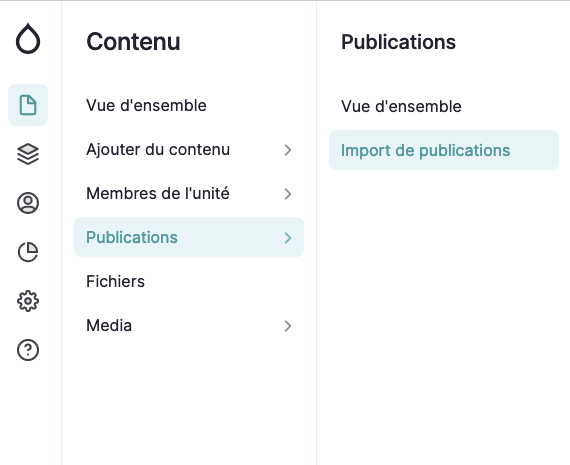 Contenu
Vue d'ensemble
Ajouter du contenu
Membres de l'unité
Publications
Fichiers
Media
Publications
Vue d'ensemble
Import de publications